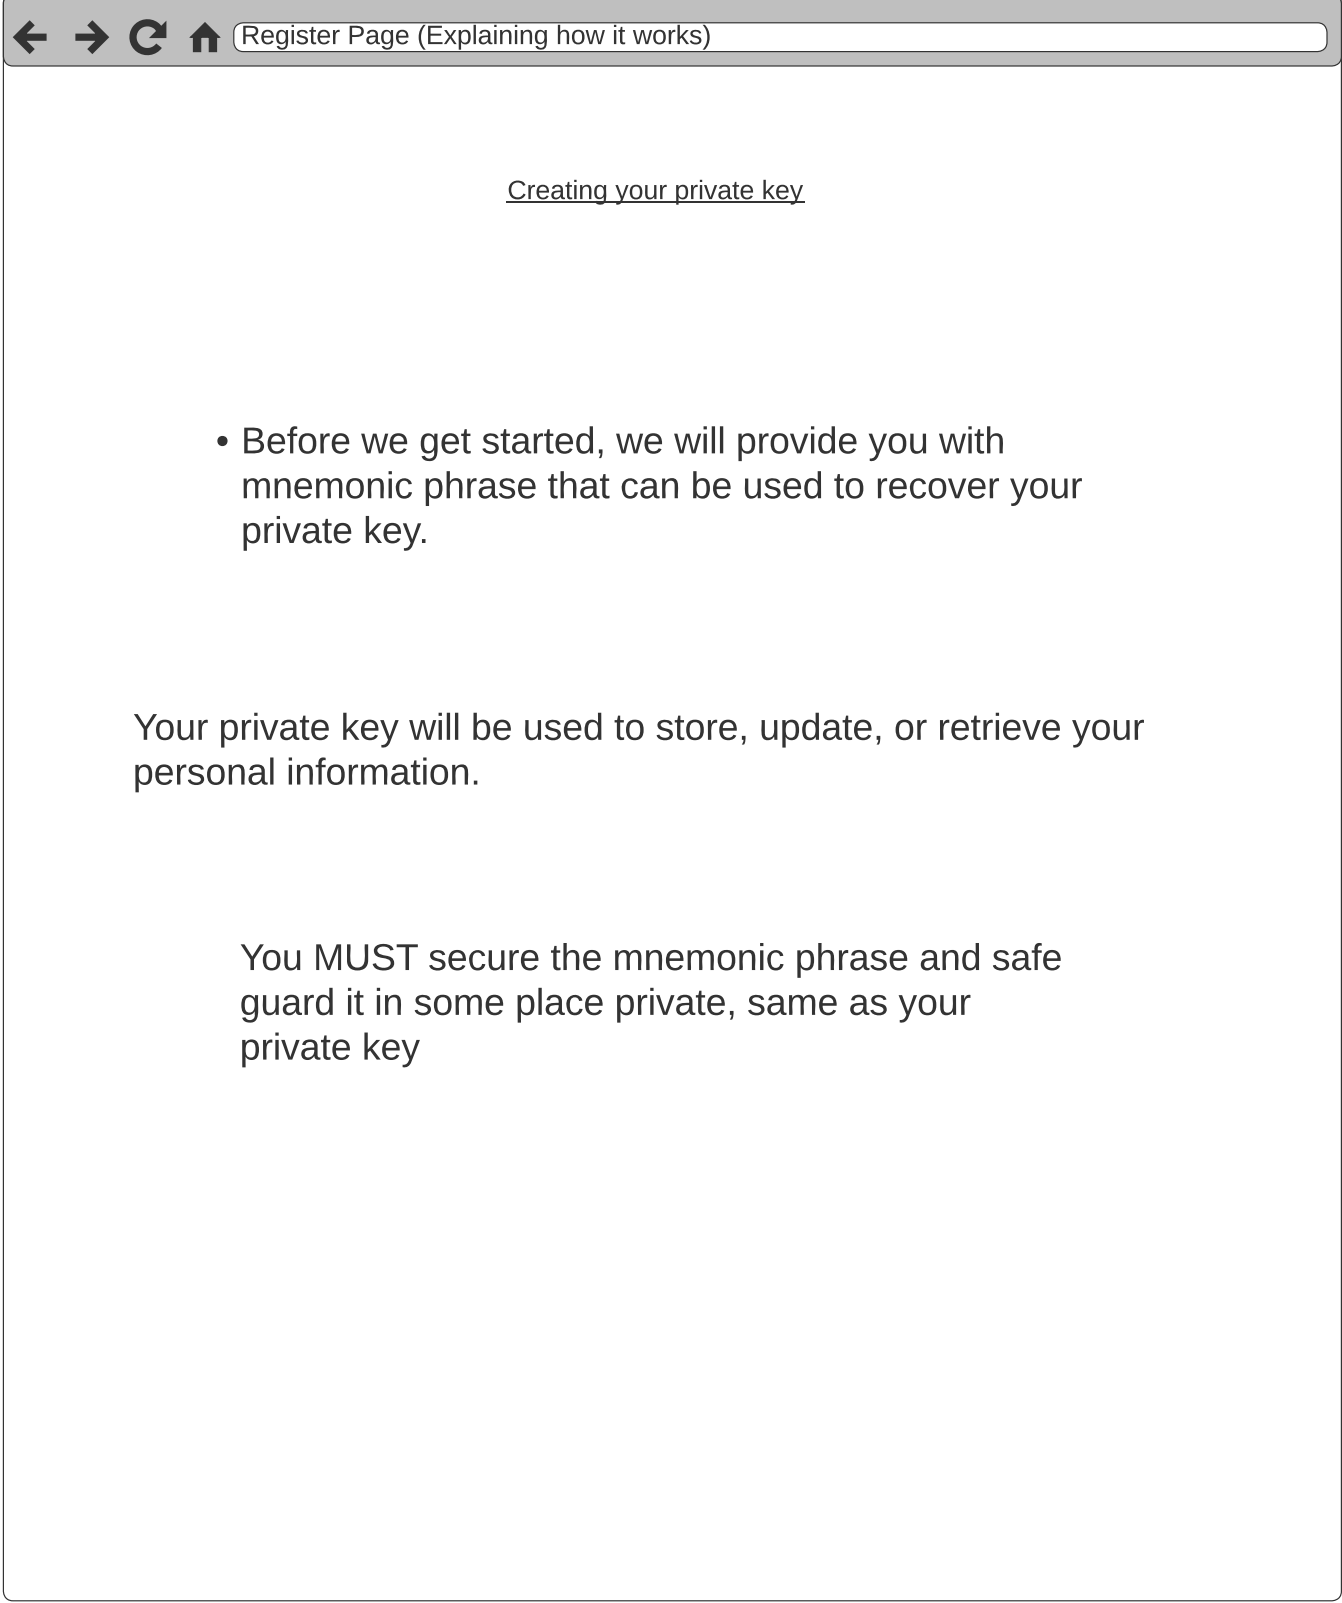 Register Page (Explaining how it works)
Creating your private key
• Before we get started, we will provide you with
mnemonic phrase that can be used to recover your
private key.
Your private key will be used to store, update, or retrieve your
personal information.
You MUST secure the mnemonic phrase and safe
guard it in some place private, same as your
private key